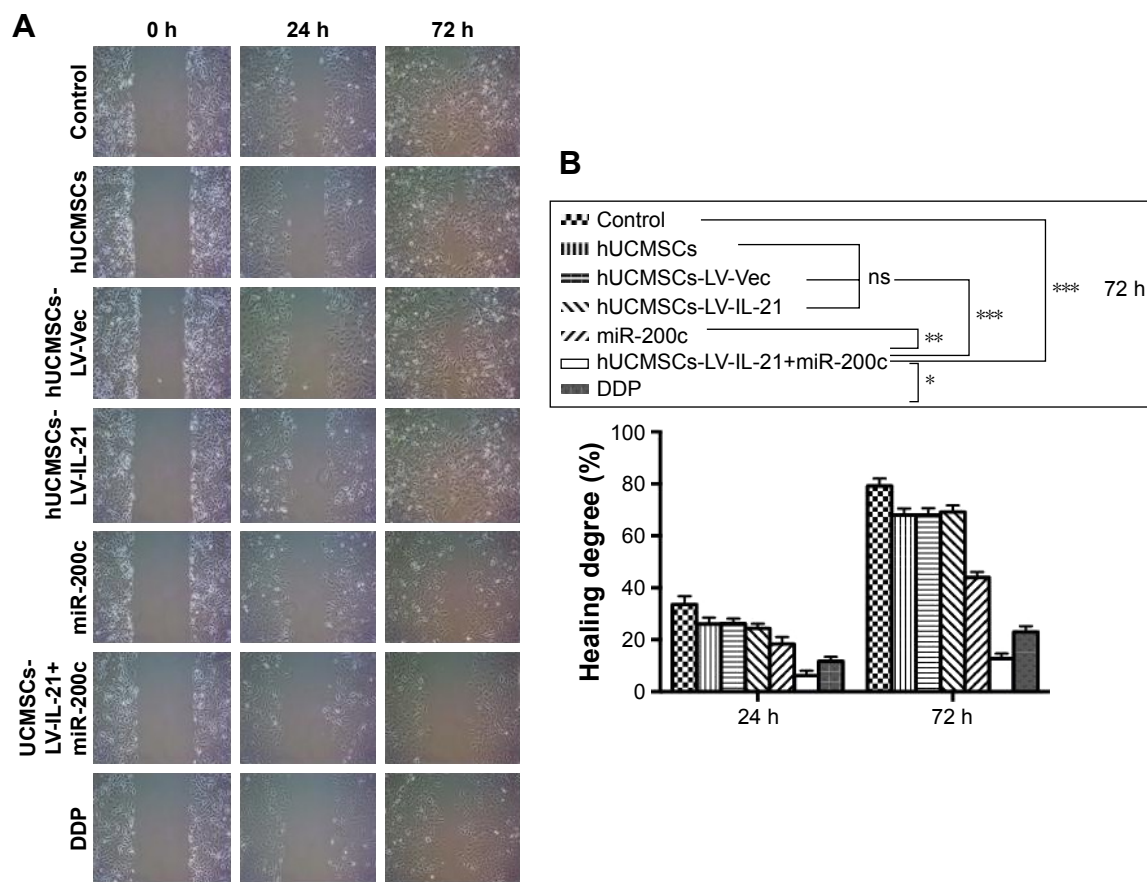 A
0 h 24 h 72 h
Control
hUCMSCs
hUCMSCs-
LV-Vec
hUCMSCs-
LV-IL-21
miR-200c
UCMSCs-
LV-IL-21+
miR-200c
DDP
B
Control
hUCMSCs
hUCMSCs-LV-Vec
hUCMSCs-LV-IL-21
miR-200c
hUCMSCs-LV-IL-21+miR-200c
DDP
ns
**
***
*
***
72 h
Healing degree (%)
100
80
60
40
20
0
24 h 72 h